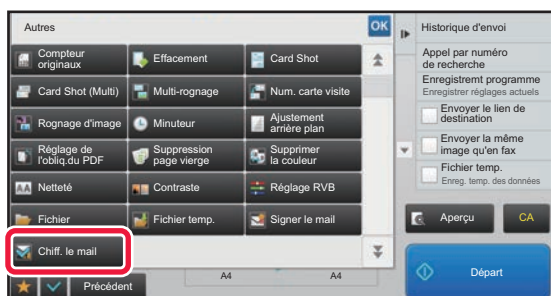 Autres
OK
Compteur
originaux
Effacement
Card Shot
Card Shot (Multi)
Multi-rognage
Num. carte visite
Rognage d'image
Minuteur
Ajustement
arrière plan
Réglage de
l'obliq.du PDF
Suppression
page vierge
Supprimer
la couleur
AA
Netteté
Contraste
Réglage RVB
Fichier
Fichier temp.
Signer le mail
Chiff. le mail
Précédent
A4
A4
Historique d'envoi
Appel par numéro
de recherche
Enregistremt programme
Enregistrer réglages actuels
Envoyer le lien de
destination
Envoyer la même
image qu'en fax
Fichier temp.
Enreg. temp. des données
Aperçu
CA
Départ